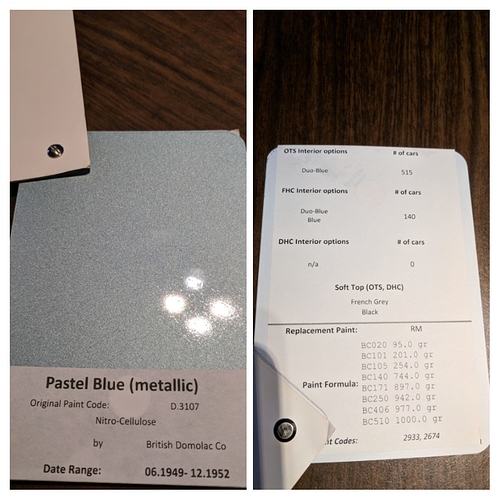 Pastel Blue (metallic)
Original Paint Code: D.3107
Nitro-Cellulose
by British Domolac Co
Date Range: 06.1949- 12.1952
OTS Interior options # of cars
Duo-Blue 515
FHC Interior options # of cars
Duo-Blue
Blue 140
DHC Interior options # of cars
n/a 0
Soft Top (OTS, DHC)
French Grey
Black
Replacement Paint: RM
BC020 95.0 gr
BC101 201.0 gr
BC105 254.0 gr
BC140 744.0 gr
Paint Formula: BC171 897.0 gr
BC250 942.0 gr
BC406 977.0 gr
BC510 1000.0 gr
t Codes: 2933, 2674